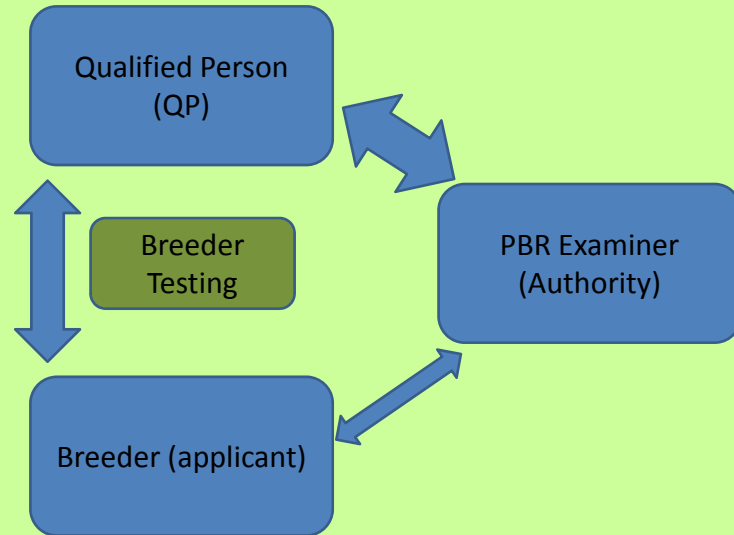 Qualified Person
(QP)
Breeder
Testing
PBR Examiner
(Authority)
Breeder (applicant)